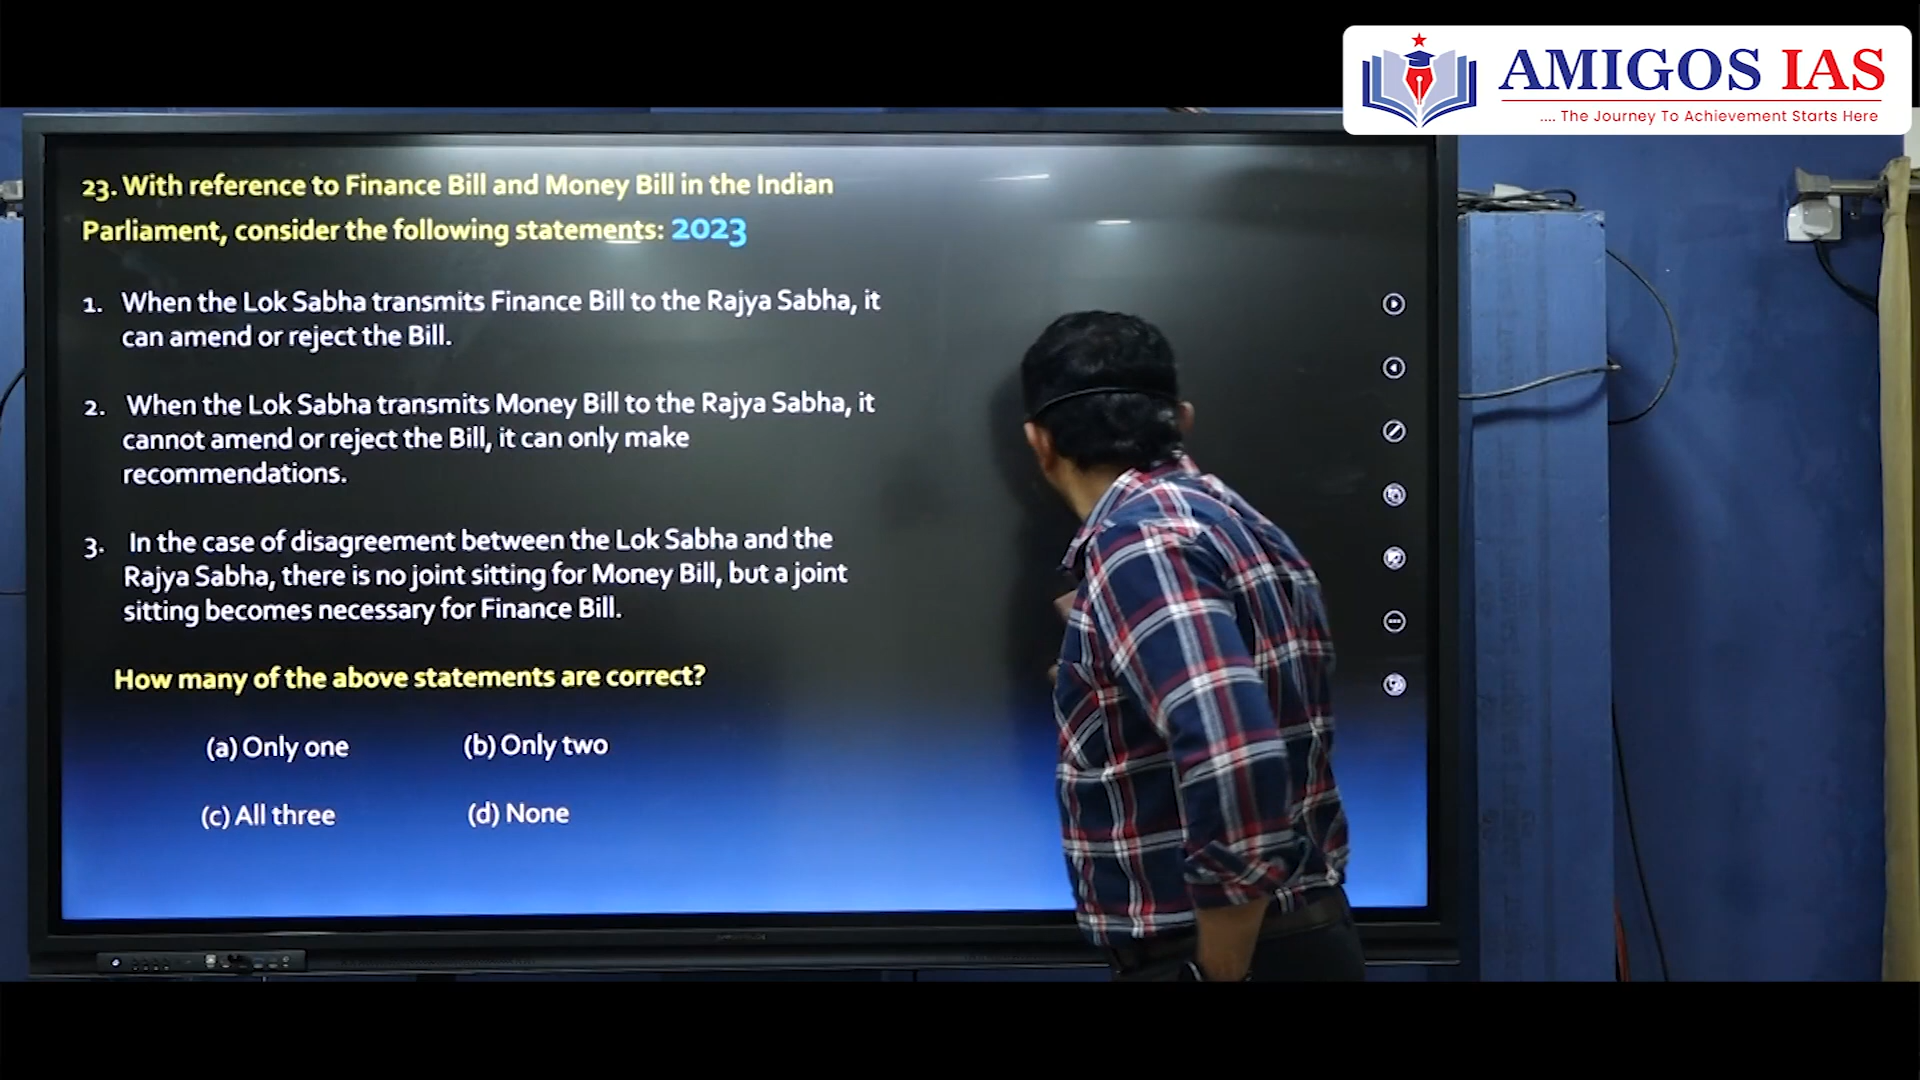 AMIGOS IAS
.... The Journey To Achievement Starts Here
23. With reference to Finance Bill and Money Bill in the Indian
Parliament, consider the following statements: 2023
1. When the Lok Sabha transmits Finance Bill to the Rajya Sabha, it
can amend or reject the Bill.
2. When the Lok Sabha transmits Money Bill to the Rajya Sabha, it
cannot amend or reject the Bill, it can only make
recommendations.
3. In the case of disagreement between the Lok Sabha and the
Rajya Sabha, there is no joint sitting for Money Bill, but a joint
sitting becomes necessary for Finance Bill.
How many of the above statements are correct?
(a) Only one (b) Only two
(c) All three (d) None